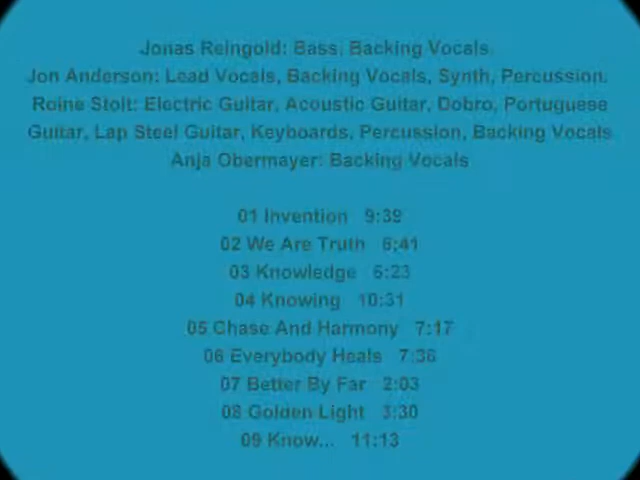 Jonas Reingold: Bass, Backing Vocals.
Jon Anderson: Lead Vocals, Backing Vocals, Synth, Percussion.
Roine Stolt: Electric Guitar, Acoustic Guitar, Dobro, Portuguese
Guitar, Lap Steel Guitar, Keyboards, Percussion, Backing Vocals
Anja Obermayer: Backing Vocals
01 Invention 9:39
02 We Are Truth 6:41
03 Knowledge 6:23
04 Knowing 10:31
05 Chase And Harmony 7:17
06 Everybody Heals 7:36
07 Better By Far 2:03
08 Golden Light 3:30
09 Know... 11:13